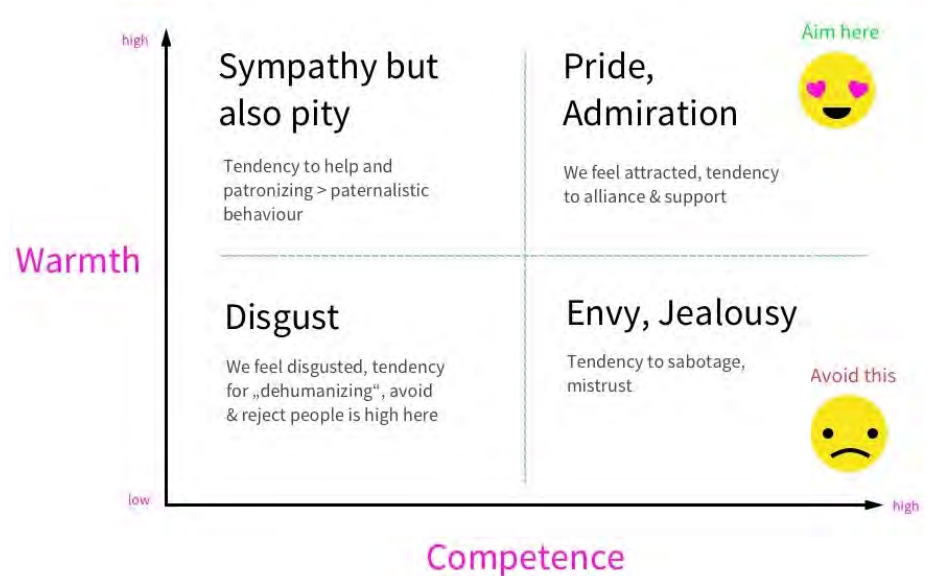 Aim here
high
Sympathy but
also pity
Tendency to help and
patronizing > paternalistic
behaviour
Pride,
Admiration
We feel attracted, tendency
to alliance & support
Warmth
Disgust
We feel disgusted, tendency
for „dehumanizing“, avoid
& reject people is high here
Envy, Jealousy
Tendency to sabotage,
mistrust
Avoid this
low
high
Competence